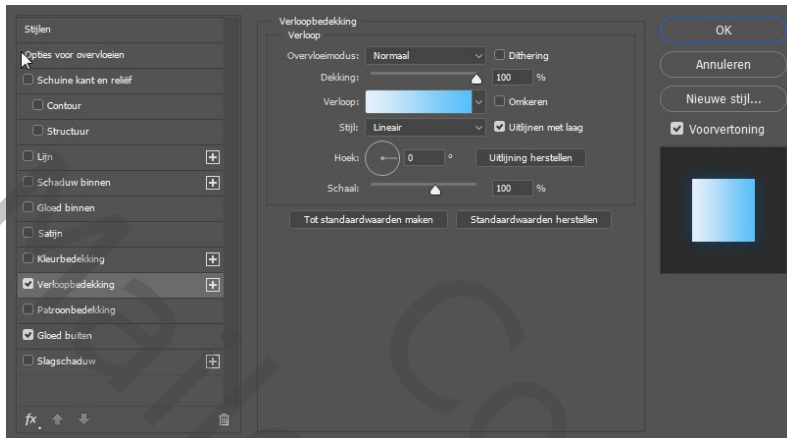 Stijlen
Opties voor overvloeien
Schuine kant en reliëf
Contour
Structuur
Lijn
Schaduw binnen
Gloed binnen
Satijn
Kleurbedekking
Verloopbedekking
Patroonbedekking
Gloed buiten
Slagschaduw
fx
Verloopbedekking
Verloop
Overvloeimodus: Normaal Dithering
Dekking: 100 %
Verloop: Omkeren
Stijl: Lineair Uitlijnen met laag
Hoek: 0 ° Uitlijning herstellen
Schaal: 100 %
Tot standaardwaarden maken Standaardwaarden herstellen
OK
Annuleren
Nieuwe stijl...
Voorvertoning